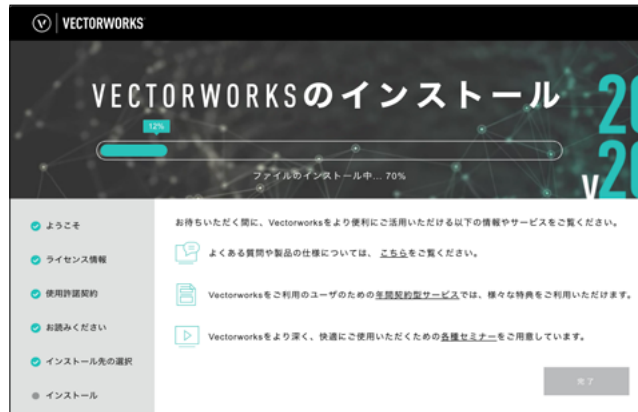 VECTORWORKS
VECTORWORKSのインストール
12%
ファイルのインストール中... 70%
ようこそ
ライセンス情報
使用許諾契約
お読みください
インストール先の選択
インストール
お待ちいただく間に、Vectorworksをより便利にご活用いただける以下の情報やサービスをご覧ください。
よくある質問や製品の仕様については、 こちらをご覧ください。
Vectorworksをご利用のユーザのための年間契約型サービスでは、様々な特典をご利用いただけます。
Vectorworksをより深く、快適にご使用いただくための各種セミナーをご用意しています。
完了